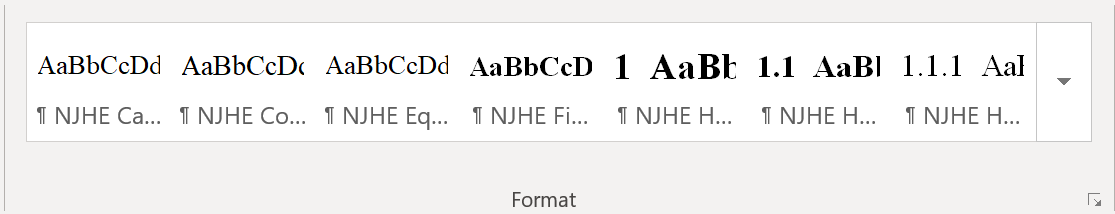 AaBbCcDd AaBbCcDc AaBbCcDd AaBbCcD 1 AaBb 1.1 AaBl 1.1.1 AaI
¶ NJHE Ca... ¶ NJHE Co... ¶ NJHE Eq... ¶ NJHE Fi... ¶ NJHE H... ¶ NJHE H... ¶ NJHE H...
Format